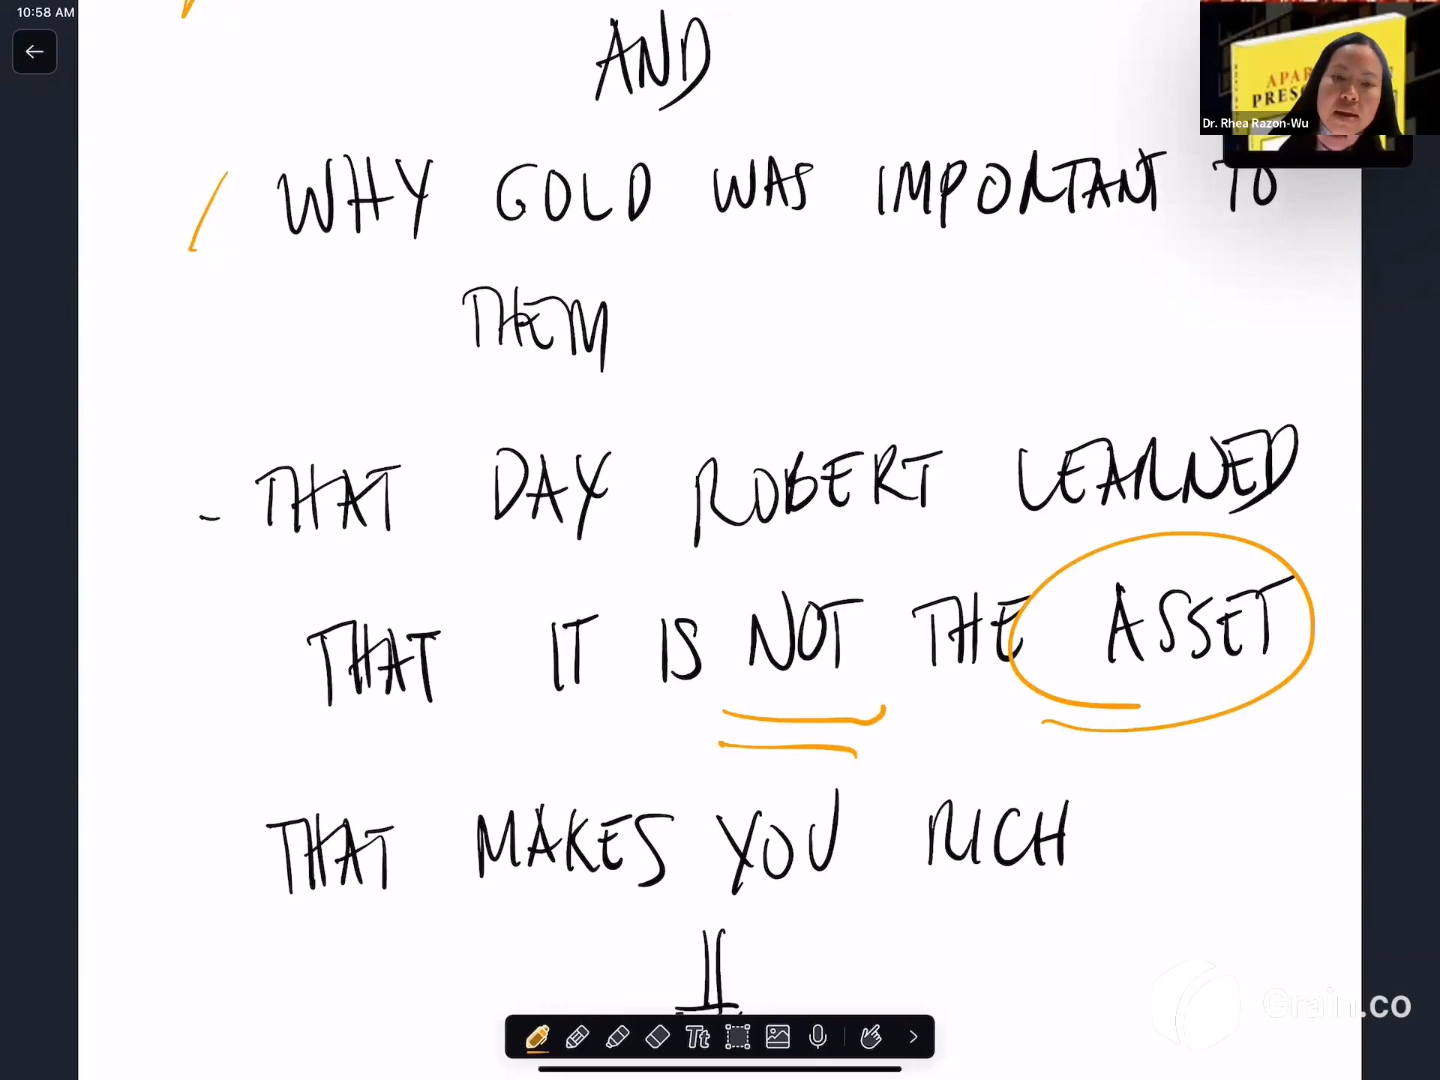 10:58 AM
AND
WHY GOLD WAS IMPORTANT TO
THEM
- THAT DAY ROBERT LEARNED
THAT IT IS NOT THE ASSET
THAT MAKES YOU RICH
Dr. Rhea Razon-Wu
Tt
Grain.co